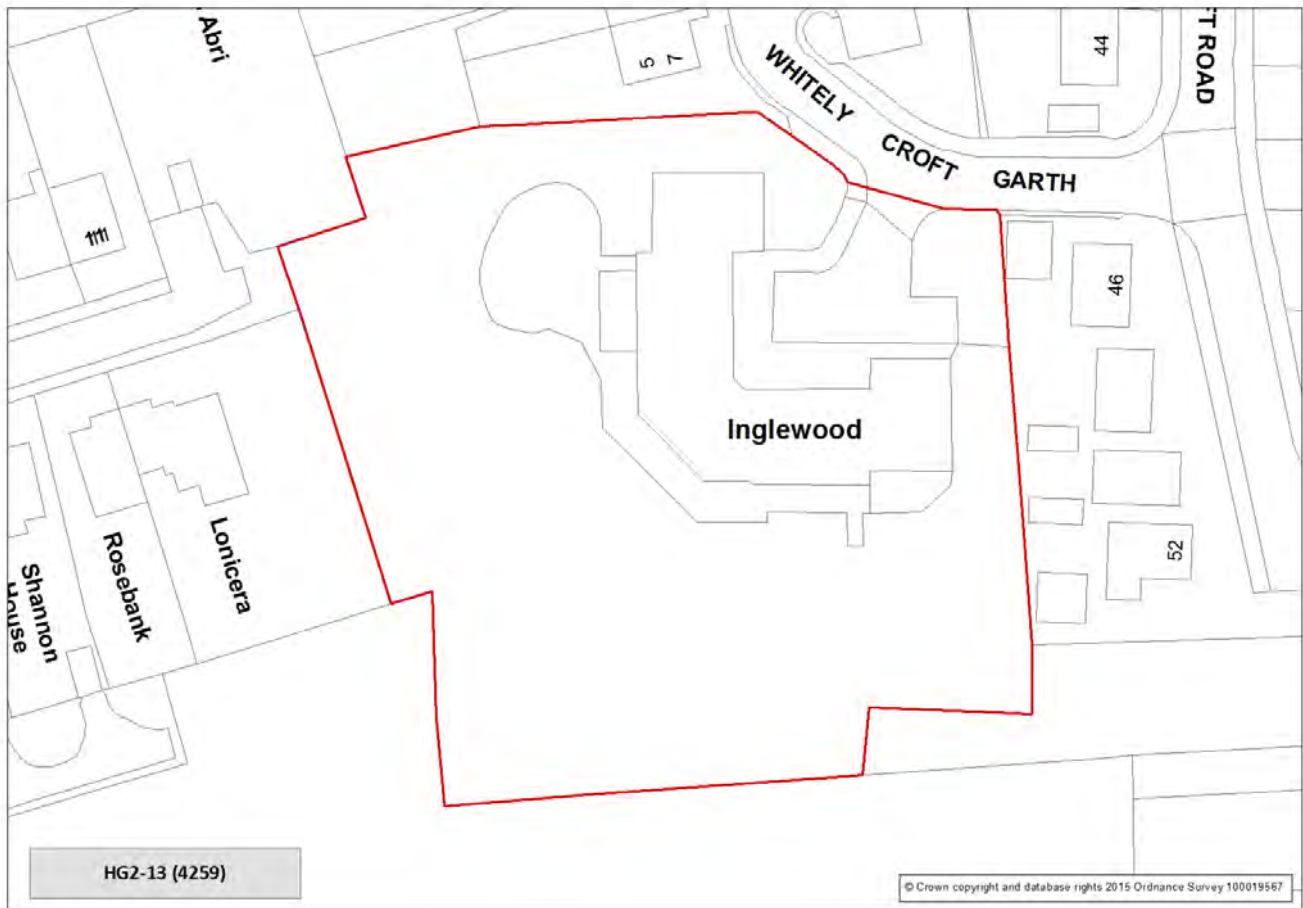 Abri
5
7
WHITELY
CROFT
GARTH
44
FT ROAD
46
Inglewood
52
Lonicera
Rosebank
Shannon
House
HG2-13 (4259)
© Crown copyright and database rights 2015 Ordnance Survey 100019567